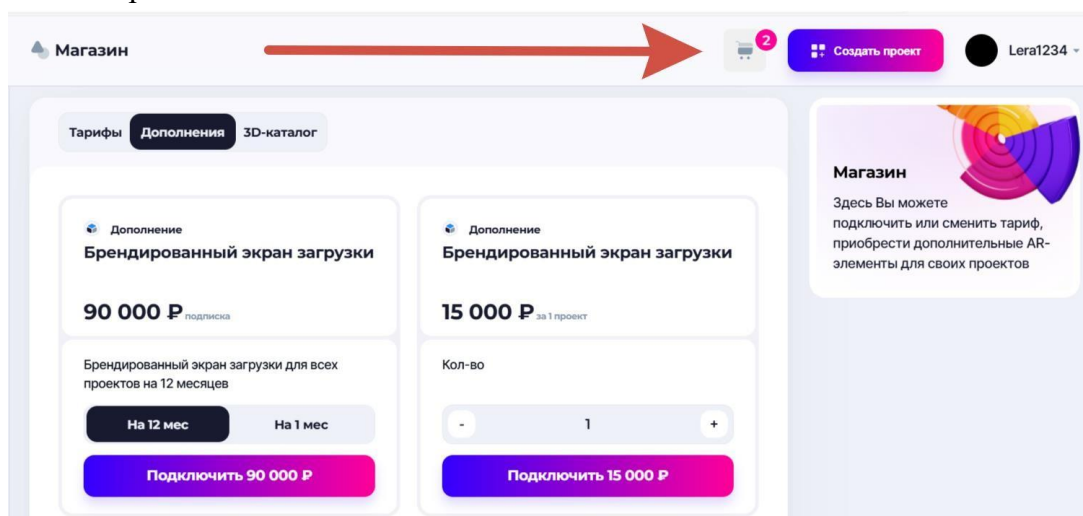 Магазин
2
Создать проект
Lera1234
Тарифы Дополнения 3D-каталог
Дополнение
Брендированный экран загрузки
90 000 ₽ подписка
Брендированный экран загрузки для всех
проектов на 12 месяцев
На 12 мес На 1 мес
Подключить 90 000 ₽
Дополнение
Брендированный экран загрузки
15 000 ₽ за 1 проект
Кол-во
- 1 +
Подключить 15 000 ₽
Магазин
Здесь Вы можете
подключить или сменить тариф,
приобрести дополнительные AR-
элементы для своих проектов